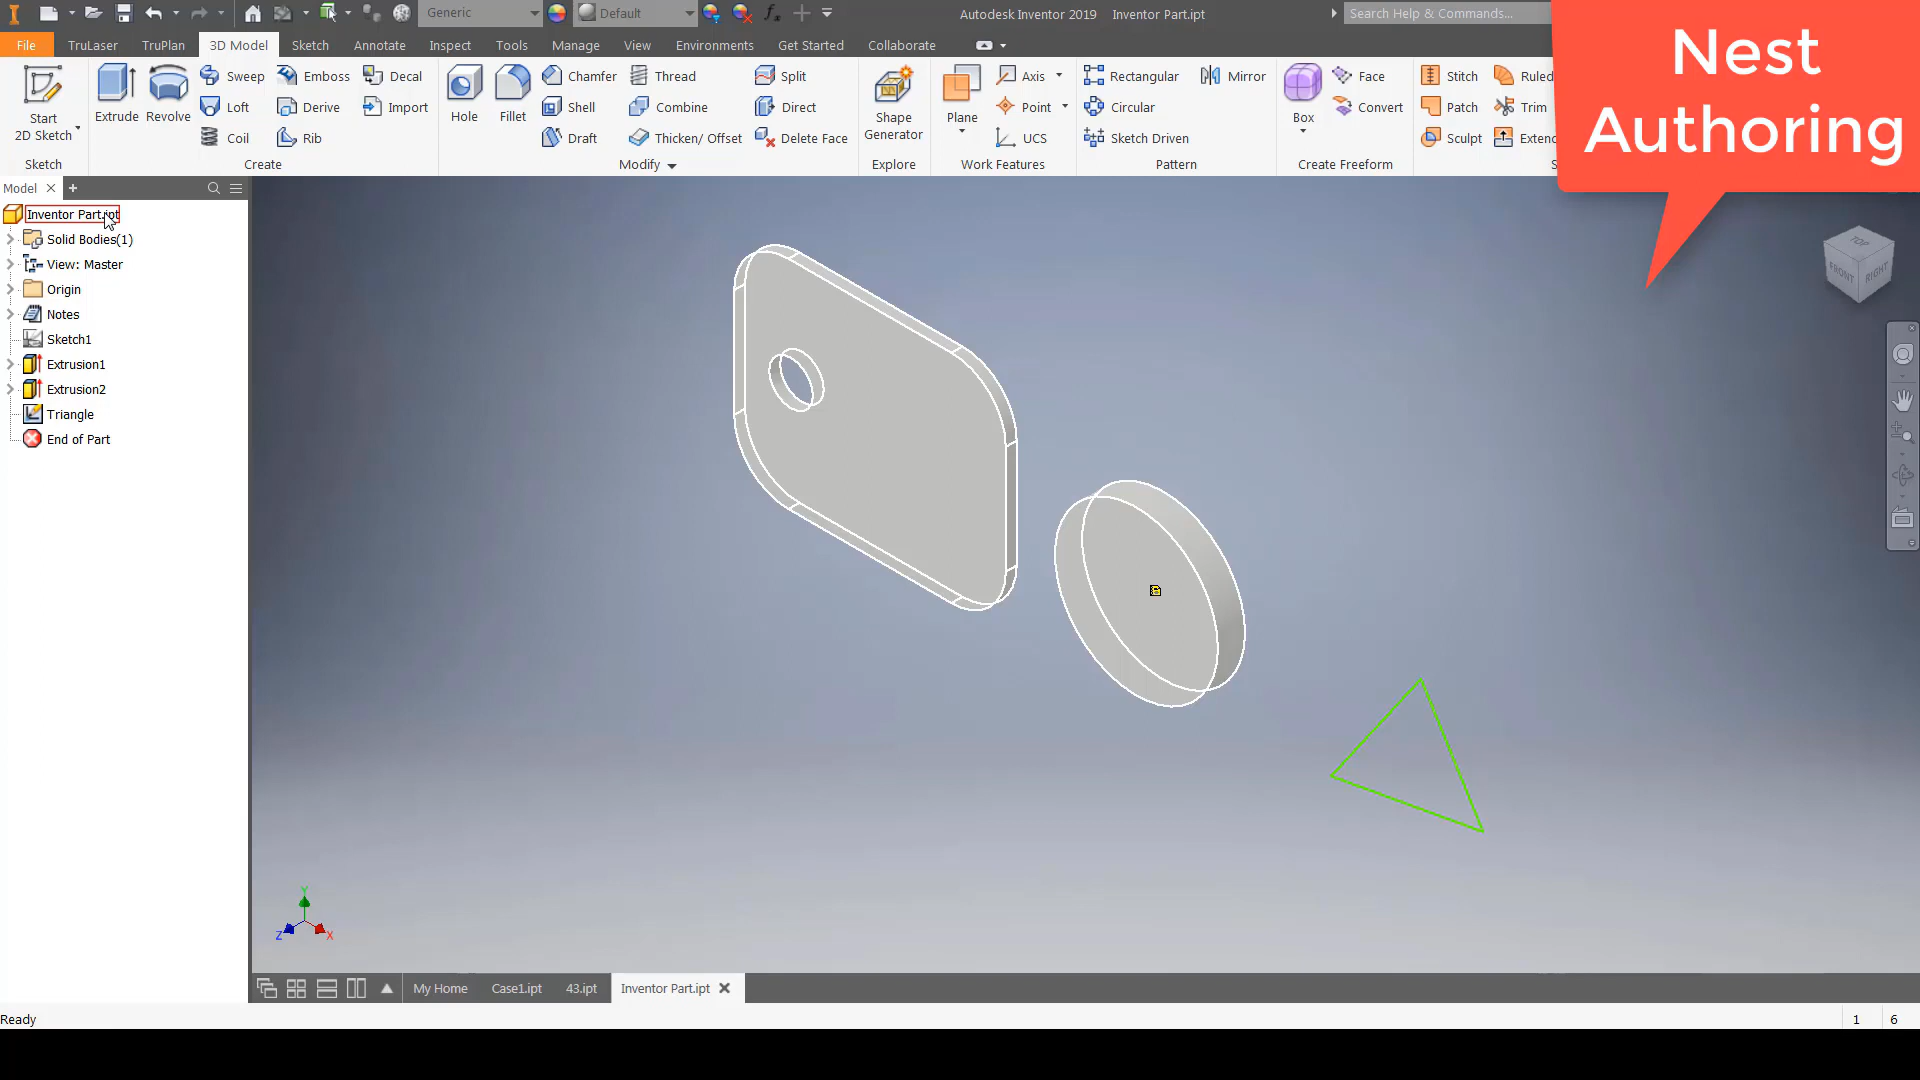 Generic
Default
Autodesk Inventor 2019 Inventor Part.ipt
Search Help & Commands...
File TruLaser TruPlan 3D Model Sketch Annotate Inspect Tools Manage View Environments Get Started Collaborate
Start
2D Sketch
Sketch
Extrude
Revolve
Sweep
Loft
Coil
Emboss
Derive
Rib
Decal
Import
Create
Hole
Fillet
Chamfer
Shell
Draft
Thread
Combine
Thicken/ Offset
Split
Direct
Delete Face
Modify
Shape
Generator
Explore
Plane
Axis
Point
UCS
Work Features
Rectangular
Circular
Sketch Driven
Mirror
Pattern
Box
Face
Convert
Create Freeform
Stitch
Patch
Sculpt
Ruled
Trim
Extend
Nest
Authoring
Model
Inventor Part.ipt
Solid Bodies(1)
View: Master
Origin
Notes
Sketch1
Extrusion1
Extrusion2
Triangle
End of Part
TOP
FRONT
RIGHT
Y
Z
X
My Home Case1.ipt 43.ipt Inventor Part.ipt
Ready
1 6